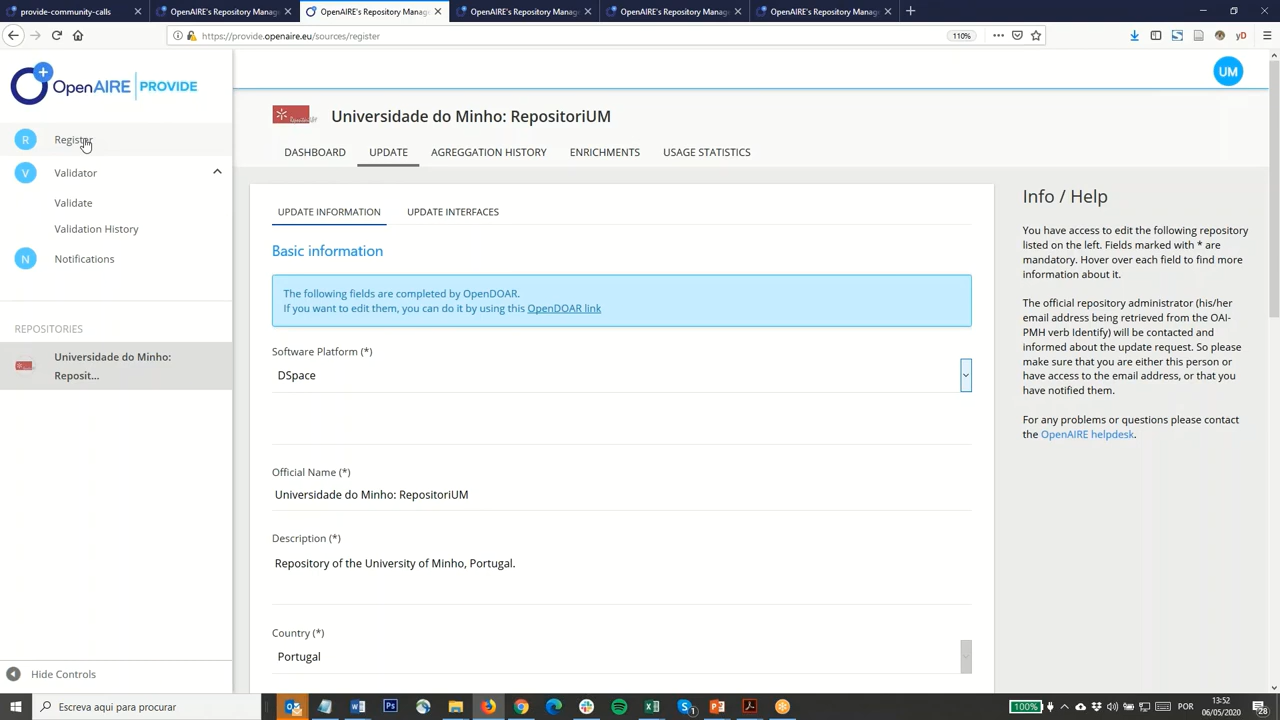 provide-community-calls
OpenAIRE's Repository Manag
OpenAIRE's Repository Manag
OpenAIRE's Repository Manag
OpenAIRE's Repository Manag
OpenAIRE's Repository Manag
https://provide.openaire.eu/sources/register
110%
yD
OpenAIRE PROVIDE
UM
R Register
V Validator
Validate
Validation History
N Notifications
REPOSITORIES
Universidade do Minho:
Reposit...
Hide Controls
Universidade do Minho: RepositoriUM
DASHBOARD UPDATE AGREGGATION HISTORY ENRICHMENTS USAGE STATISTICS
UPDATE INFORMATION UPDATE INTERFACES
Basic information
The following fields are completed by OpenDOAR.
If you want to edit them, you can do it by using this OpenDOAR link
Software Platform (*)
DSpace
Official Name (*)
Universidade do Minho: RepositoriUM
Description (*)
Repository of the University of Minho, Portugal.
Country (*)
Portugal
Info / Help
You have access to edit the following repository
listed on the left. Fields marked with * are
mandatory. Hover over each field to find more
information about it.
The official repository administrator (his/her
email address being retrieved from the OAI-
PMH verb Identify) will be contacted and
informed about the update request. So please
make sure that you are either this person or
have access to the email address, or that you
have notified them.
For any problems or questions please contact
the OpenAIRE helpdesk.
Escreva aqui para procurar
100%
POR
13:52
06/05/2020
28